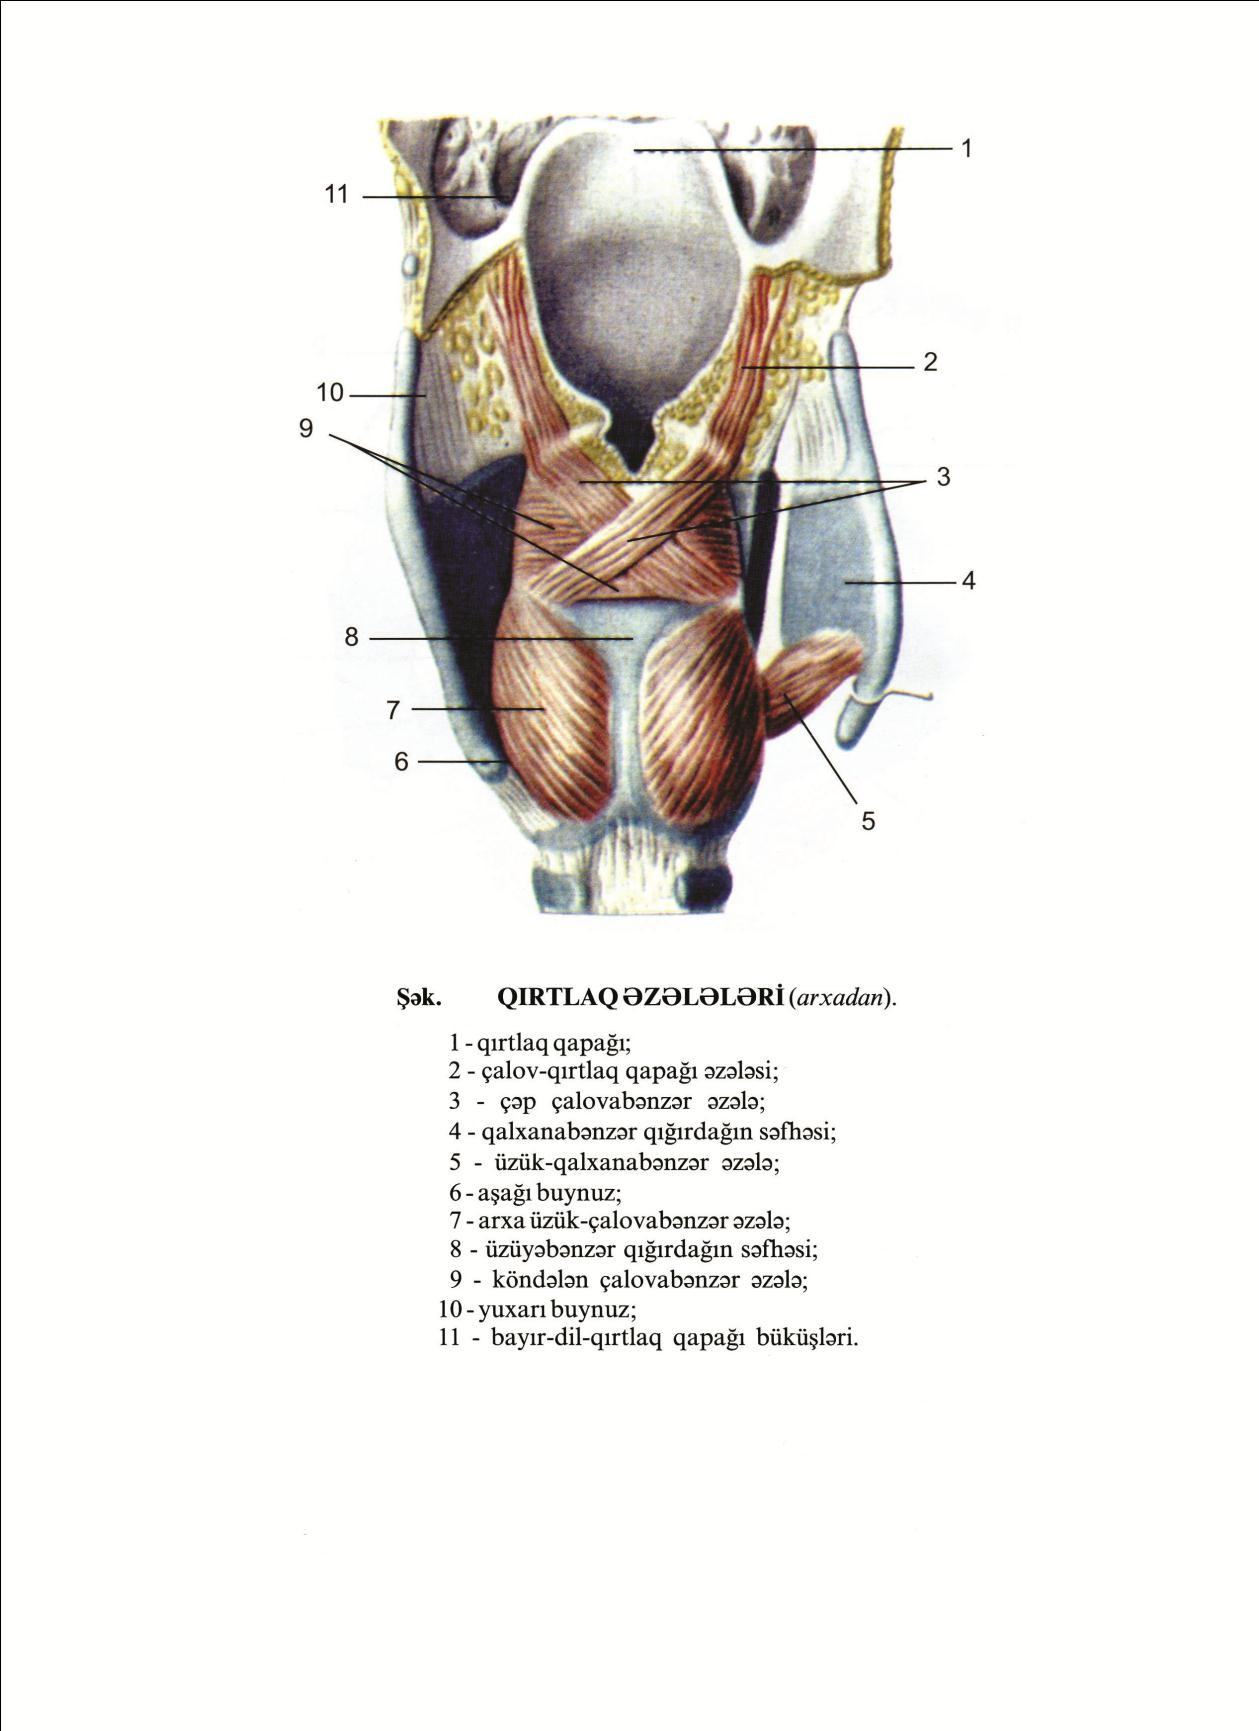 1
11
2
10
9
3
4
8
7
6
5
Şək. QIRTLAQ ƏZƏLƏLƏRİ (arxadan).
1 - qırtlaq qapağı;
2 - çalov-qırtlaq qapağı əzələsi;
3 - çəp çalovabənzər əzələ;
4 - qalxanabənzər qığırdağın səfhəsi;
5 - üzük-qalxanabənzər əzələ;
6 - aşağı buynuz;
7 - arxa üzük-çalovabənzər əzələ;
8 - üzüyəbənzər qığırdağın səfhəsi;
9 - köndələn çalovabənzər əzələ;
10 - yuxarı buynuz;
11 - bayır-dil-qırtlaq qapağı büküşləri.